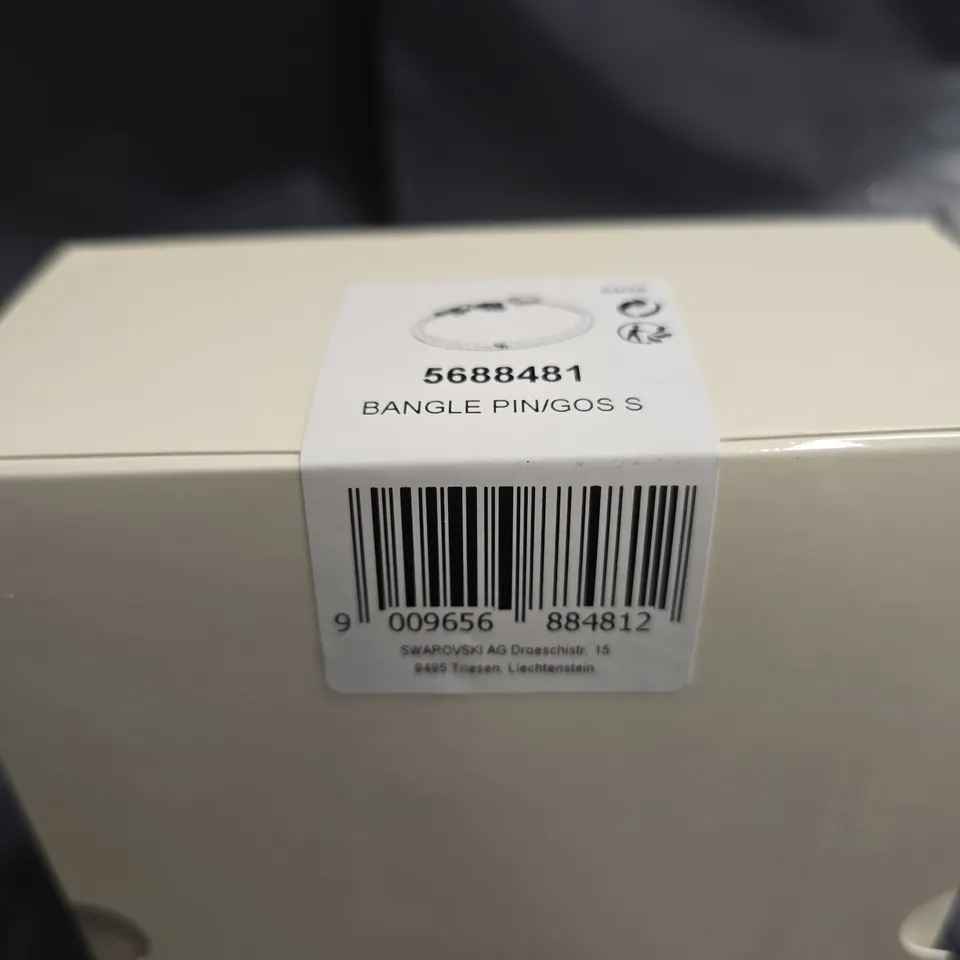 5688481
BANGLE PIN/GOS S
9 009656 884812
SWAROVSKI AG Droeschistr. 15
9495 Triesen, Liechtenstein